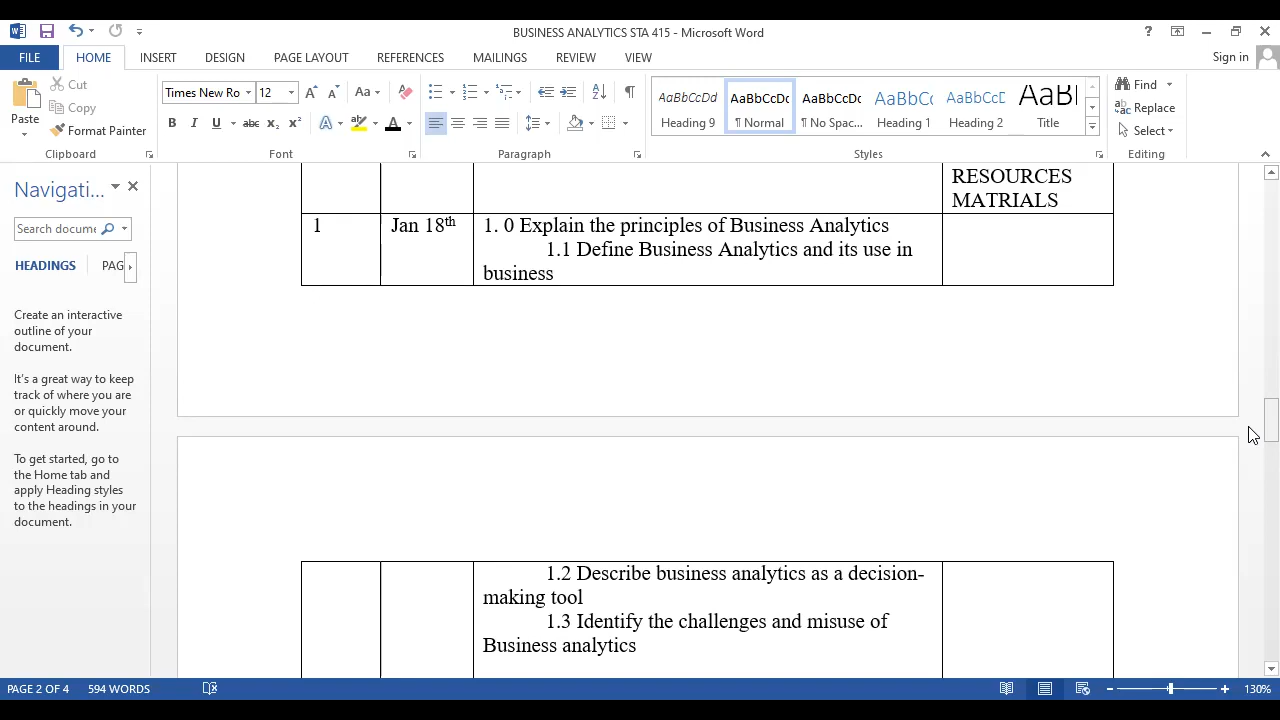 BUSINESS ANALYTICS STA 415 - Microsoft Word
FILE HOME INSERT DESIGN PAGE LAYOUT REFERENCES MAILINGS REVIEW VIEW Sign in
Paste
Cut
Copy
Format Painter
Clipboard
Times New Ro 12
Font
Paragraph
AaBbCcDd AaBbCcDc AaBbCcDc AaBbCc AaBbCcC AaBl
Heading 9 ¶ Normal ¶ No Spac... Heading 1 Heading 2 Title
Styles
Find
Replace
Select
Editing
Navigati...
Search docume
HEADINGS PAG
Create an interactive
outline of your
document.
It's a great way to keep
track of where you are
or quickly move your
content around.
To get started, go to
the Home tab and
apply Heading styles
to the headings in your
document.
RESOURCES
MATRIALS
1 Jan 18th 1. 0 Explain the principles of Business Analytics
1.1 Define Business Analytics and its use in
business
1.2 Describe business analytics as a decision-
making tool
1.3 Identify the challenges and misuse of
Business analytics
PAGE 2 OF 4 594 WORDS 130%